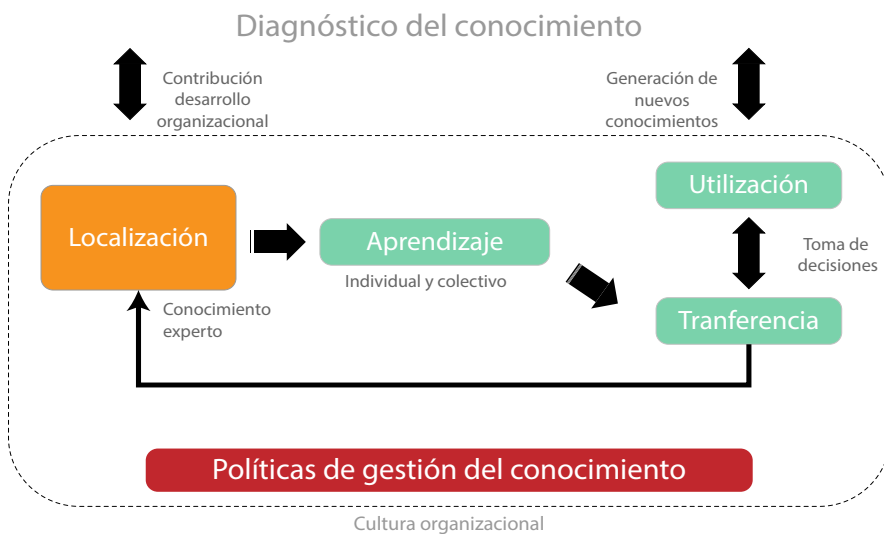 Diagnóstico del conocimiento
Contribución
desarrollo
organizacional
Generación de
nuevos
conocimientos
Localización
Aprendizaje
Individual y colectivo
Utilización
Toma de
decisiones
Tranferencia
Conocimiento
experto
Políticas de gestión del conocimiento
Cultura organizacional